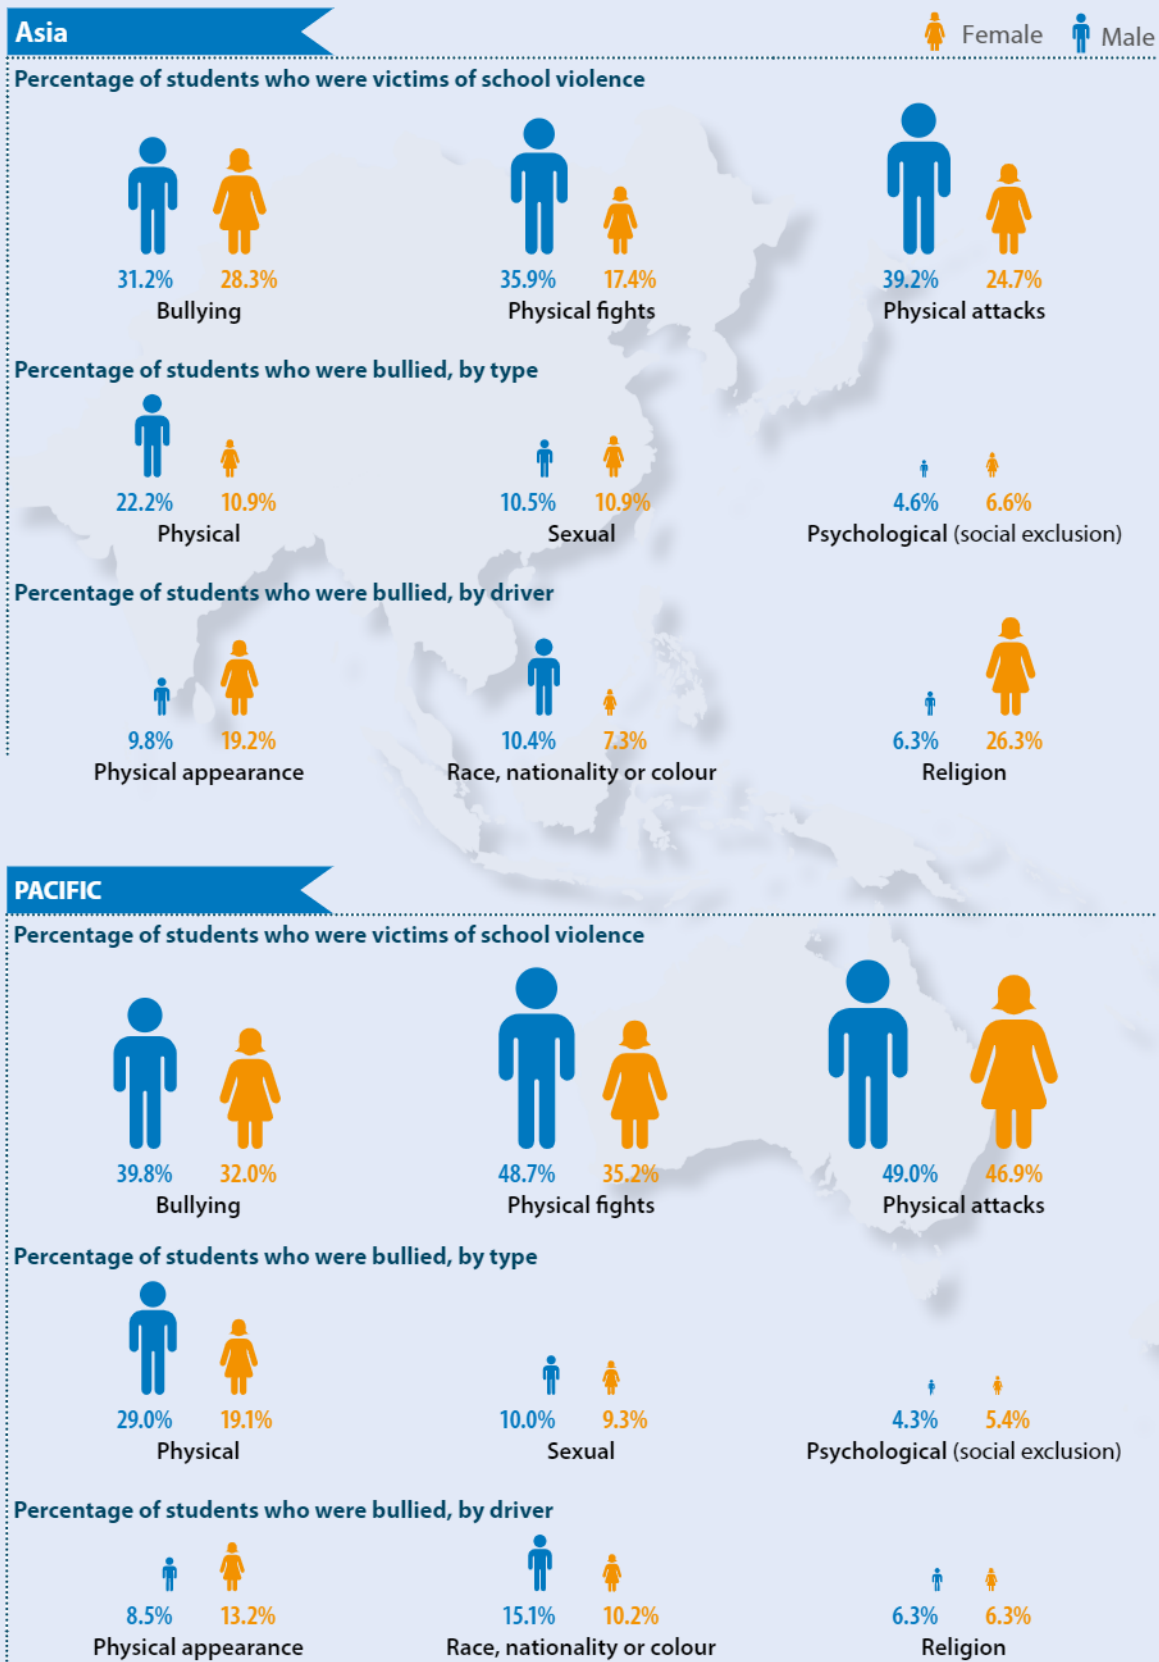 Asia
Female Male
Percentage of students who were victims of school violence
31.2% 28.3% 35.9% 17.4% 39.2% 24.7%
Bullying Physical fights Physical attacks
Percentage of students who were bullied, by type
22.2% 10.9% 10.5% 10.9% 4.6% 6.6%
Physical Sexual Psychological (social exclusion)
Percentage of students who were bullied, by driver
9.8% 19.2% 10.4% 7.3% 6.3% 26.3%
Physical appearance Race, nationality or colour Religion
PACIFIC
Percentage of students who were victims of school violence
39.8% 32.0% 48.7% 35.2% 49.0% 46.9%
Bullying Physical fights Physical attacks
Percentage of students who were bullied, by type
29.0% 19.1% 10.0% 9.3% 4.3% 5.4%
Physical Sexual Psychological (social exclusion)
Percentage of students who were bullied, by driver
8.5% 13.2% 15.1% 10.2% 6.3% 6.3%
Physical appearance Race, nationality or colour Religion